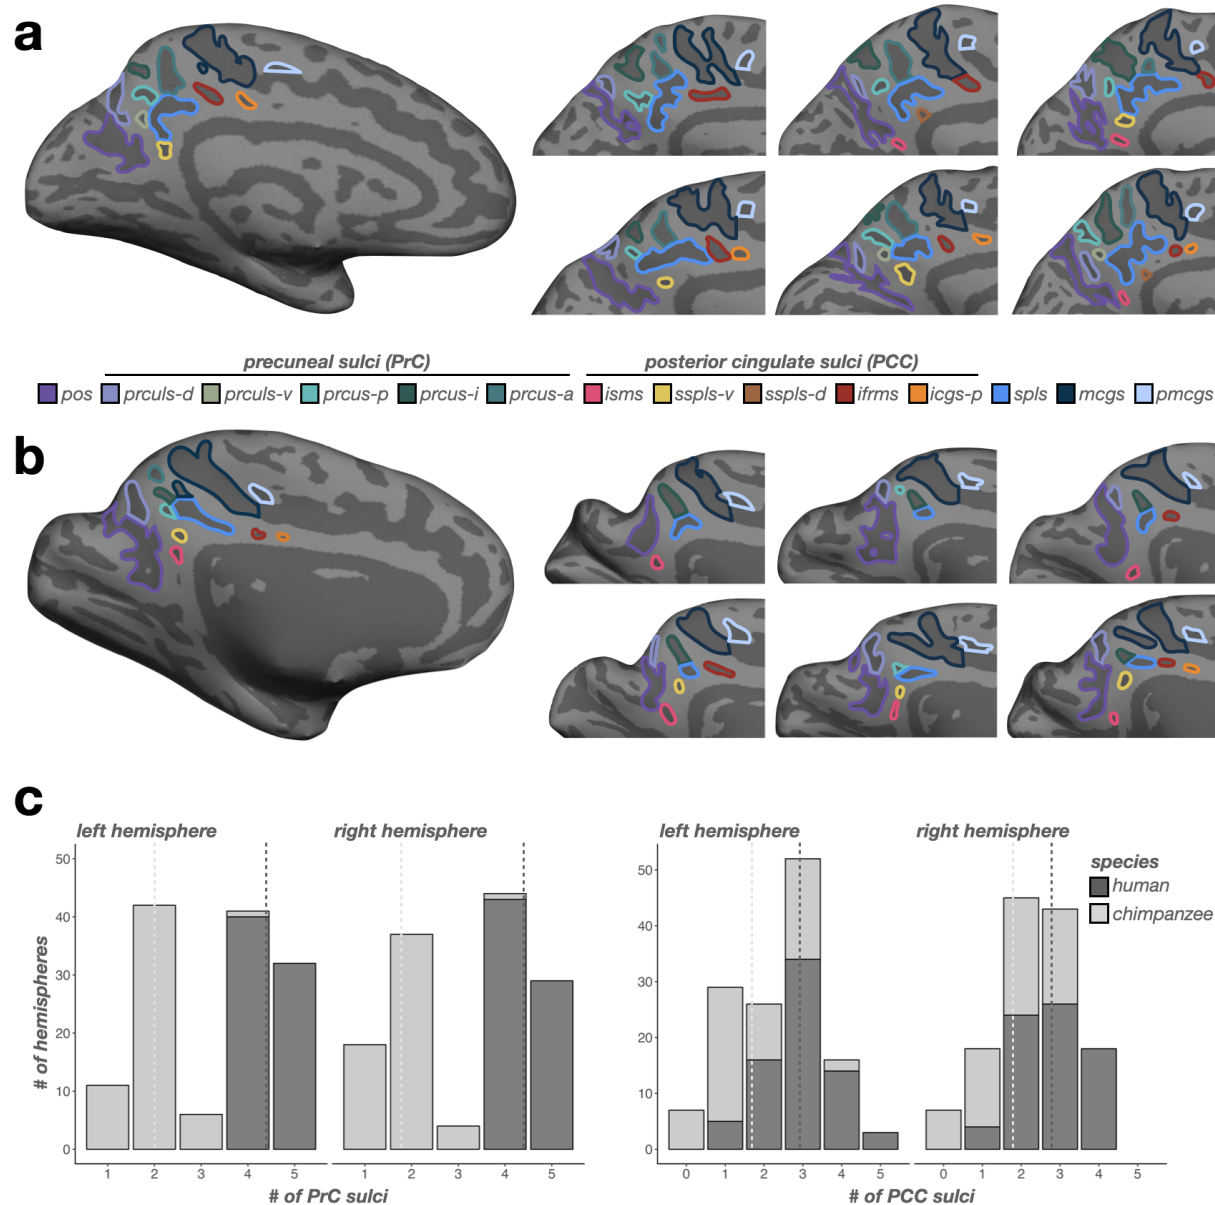 a
precuneal sulci (PrC)
posterior cingulate sulci (PCC)
pos prculs-d prculs-v prcus-p prcus-i prcus-a isms sspls-v sspls-d ifrms icgs-p spls mcgs pmcgs
b
c
left hemisphere
right hemisphere
left hemisphere
right hemisphere
# of hemispheres
50
40
30
20
10
0
1 2 3 4 5
1 2 3 4 5
# of PrC sulci
50
40
30
20
10
0
0 1 2 3 4 5
0 1 2 3 4 5
# of PCC sulci
species
human
chimpanzee